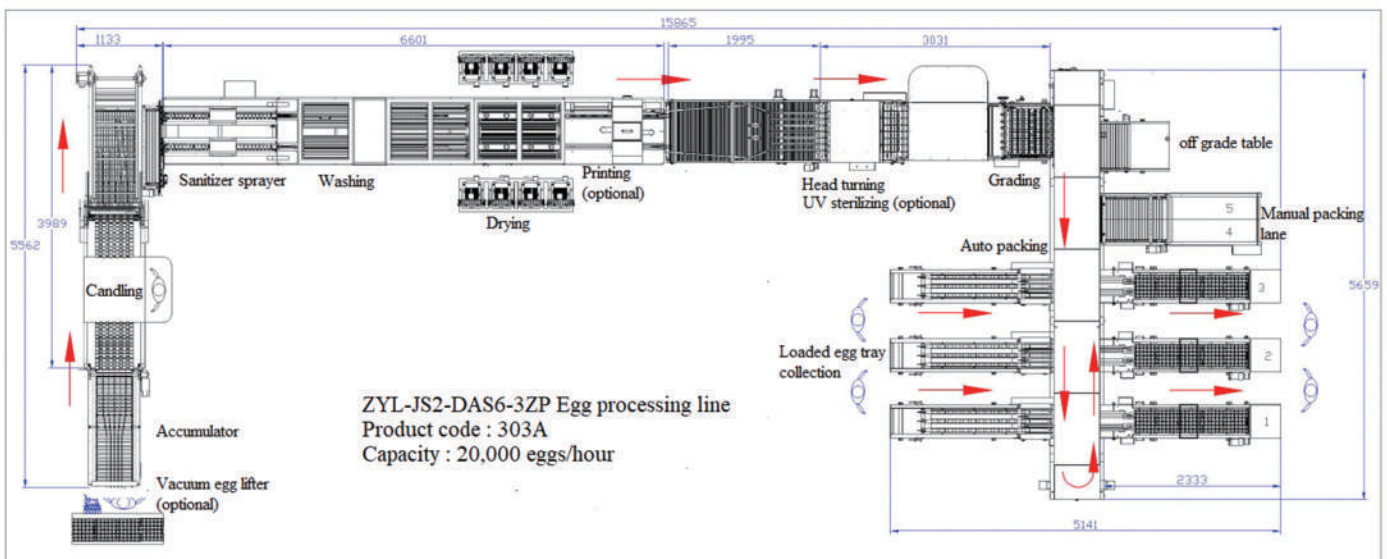 15865
1133
6601
1995
3031
off grade table
Sanitizer sprayer
Washing
Printing
(optional)
Head turning
UV sterilizing (optional)
Grading
Drying
3989
5562
5
4
Manual packing
lane
Auto packing
Candling
3
5659
Loaded egg tray
collection
2
ZYL-JS2-DAS6-3ZP Egg processing line
Product code : 303A
Capacity : 20,000 eggs/hour
1
Accumulator
Vacuum egg lifter
(optional)
2333
5141